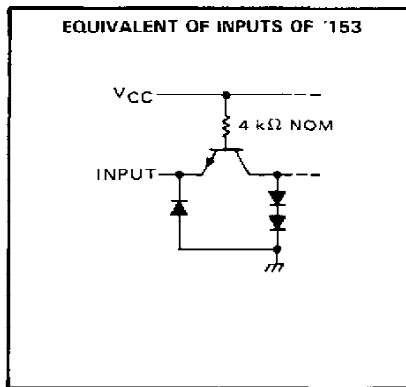 EQUIVALENT OF INPUTS OF '153
VCC
4 kΩ NOM
INPUT